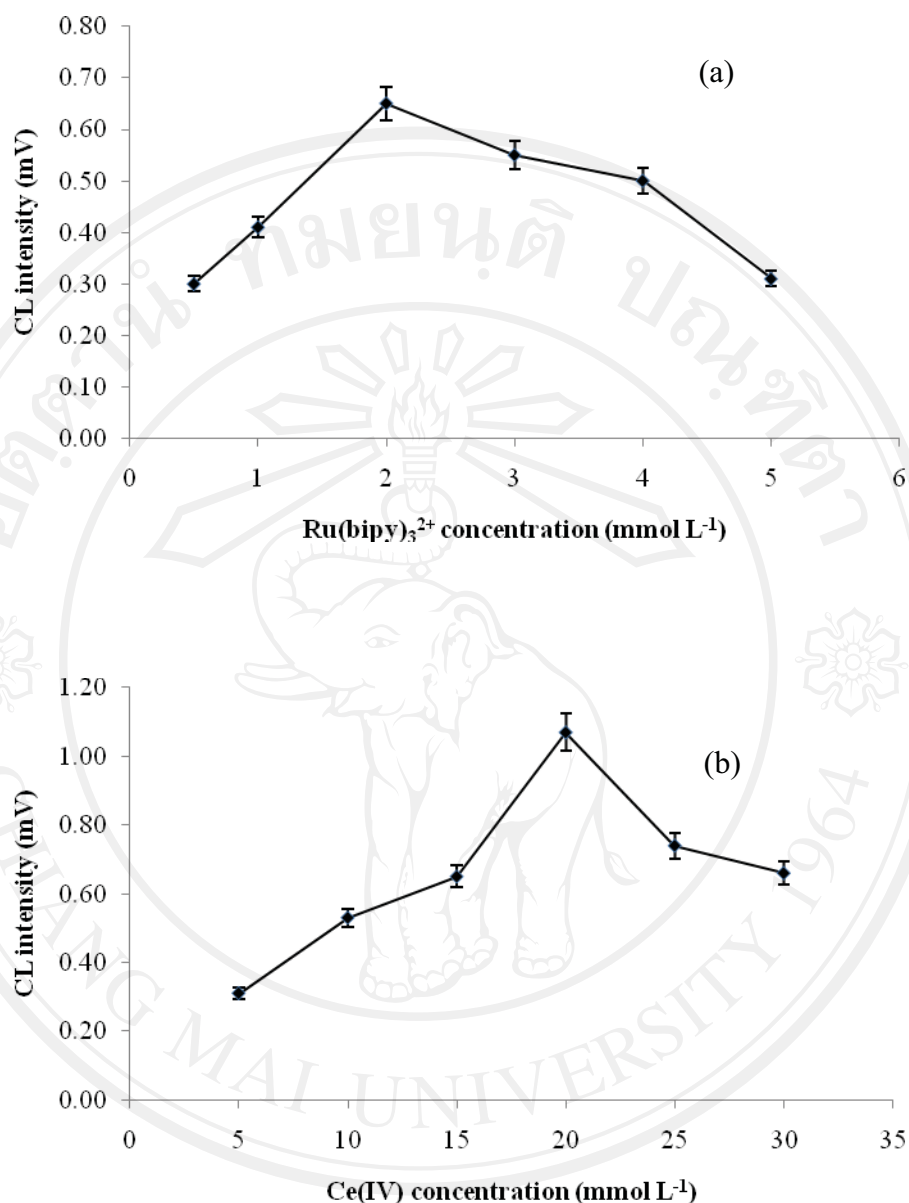 0.80
0.70
0.60
0.50
0.40
0.30
0.20
0.10
0.00
CL intensity (mV)
(a)
0 1 2 3 4 5 6
Ru(bipy)₃²⁺ concentration (mmol L⁻¹)
1.20
1.00
0.80
0.60
0.40
0.20
0.00
CL intensity (mV)
(b)
0 5 10 15 20 25 30 35
Ce(IV) concentration (mmol L⁻¹)
MAI UNIVERSITY 1964